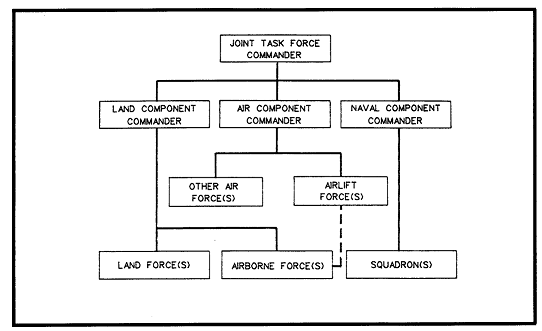 JOINT TASK FORCE
COMMANDER
LAND COMPONENT
COMMANDER
AIR COMPONENT
COMMANDER
NAVAL COMPONENT
COMMANDER
OTHER AIR
FORCE(S)
AIRLIFT
FORCE(S)
LAND FORCE(S)
AIRBORNE FORCE(S)
SQUADRON(S)